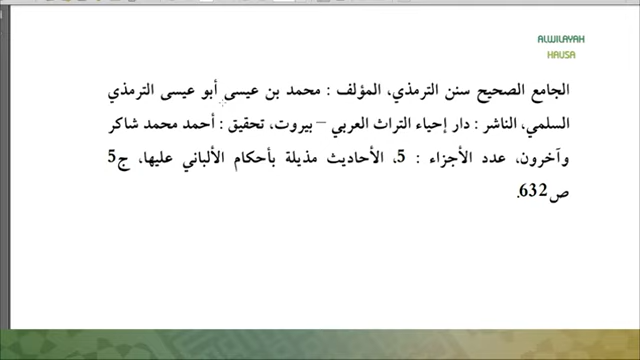 ALWILAYAH
HAUSA
الجامع الصحيح سنن الترمذي، المؤلف : محمد بن عيسى أبو عيسى الترمذي
السلمي، الناشر : دار إحياء التراث العربي – بيروت، تحقيق : أحمد محمد شاكر
وآخرون، عدد الأجزاء : 5، الأحاديث مذيلة بأحكام الألباني عليها، ج5
ص632.